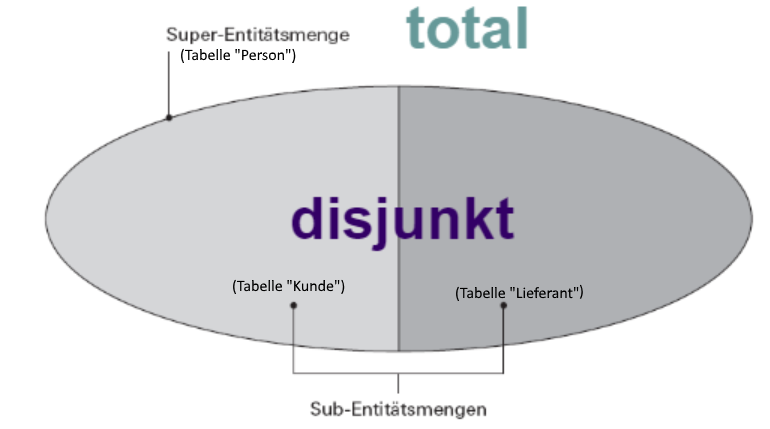 total
Super-Entitätsmenge
(Tabelle "Person")
disjunkt
(Tabelle "Kunde")
(Tabelle "Lieferant")
Sub-Entitätsmengen